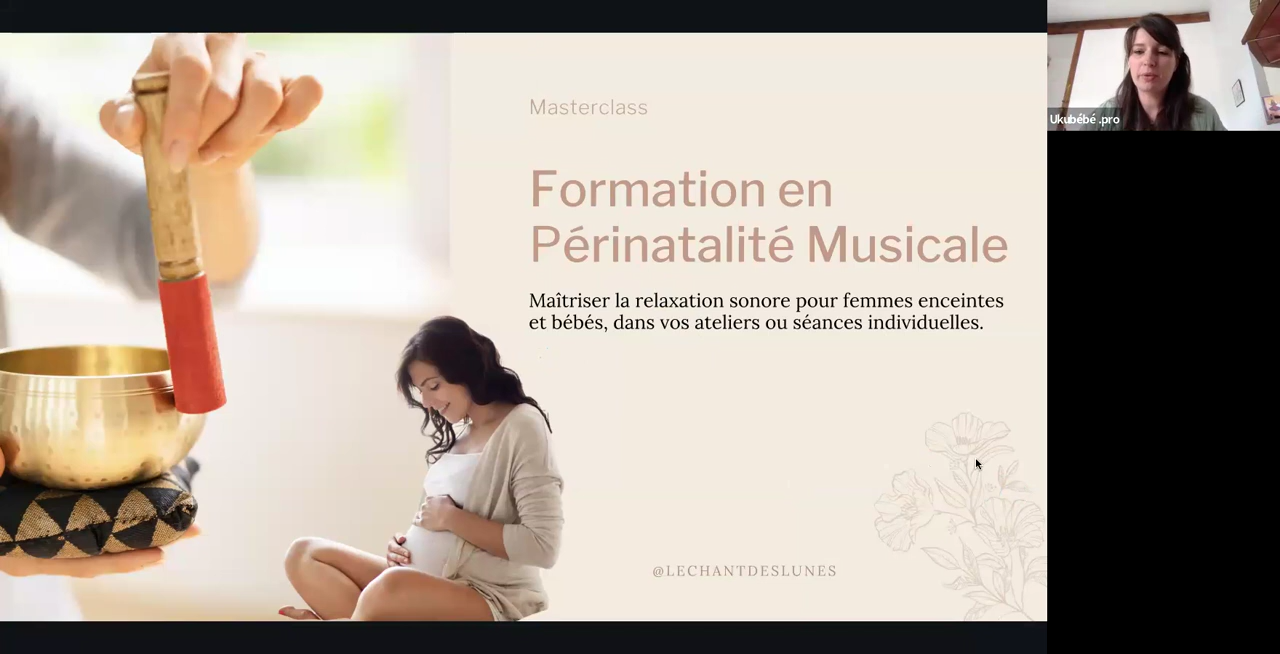 Masterclass
Formation en
Périnatalité Musicale
Maîtriser la relaxation sonore pour femmes enceintes
et bébés, dans vos ateliers ou séances individuelles.
@LECHANTDESLUNES
Ukubébé .pro